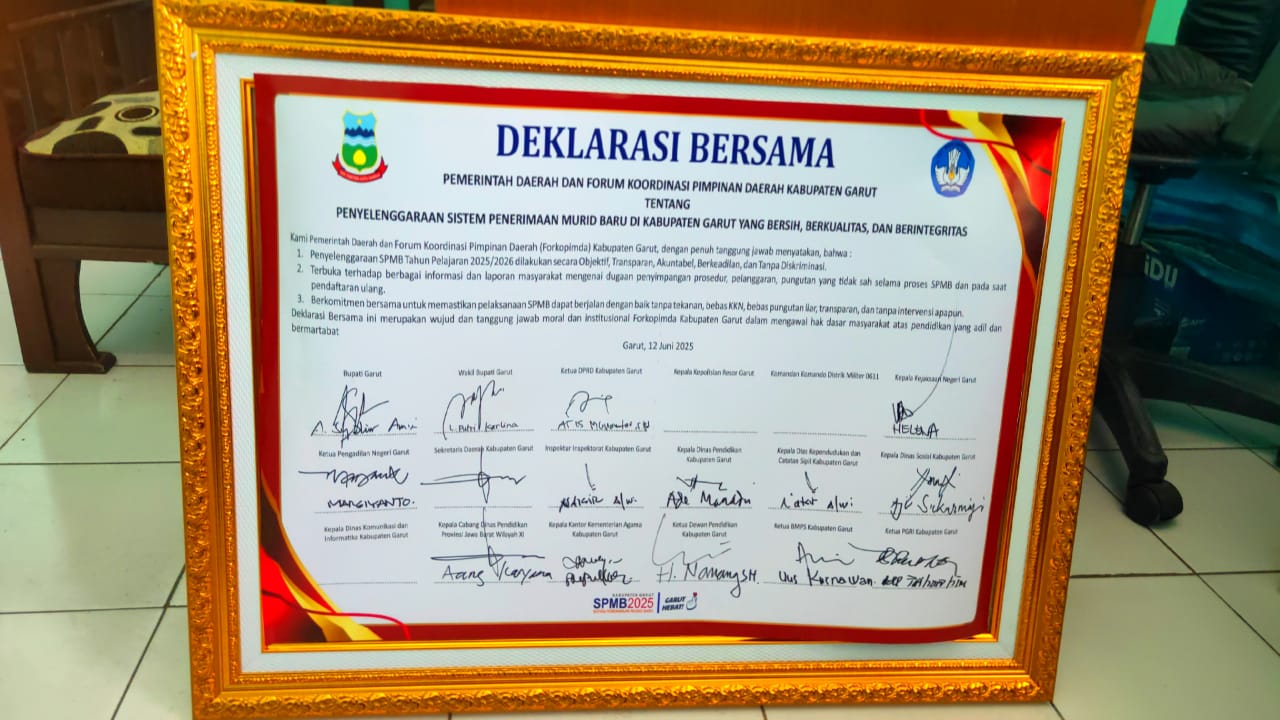 DEKLARASI BERSAMA
PEMERINTAH DAERAH DAN FORUM KOORDINASI PIMPINAN DAERAH KABUPATEN GARUT
TENTANG
PENYELENGGARAAN SISTEM PENERIMAAN MURID BARU DI KABUPATEN GARUT YANG BERSIH, BERKUALITAS, DAN BERINTEGRITAS
Kami Pemerintah Daerah dan Forum Koordinasi Pimpinan Daerah (Forkopimda) Kabupaten Garut, dengan penuh tanggung jawab menyatakan, bahwa :
1. Penyelenggaraan SPMB Tahun Pelajaran 2025/2026 dilakukan secara Objektif, Transparan, Akuntabel, Berkeadilan, dan Tanpa Diskriminasi.
2. Terbuka terhadap berbagai informasi dan laporan masyarakat mengenai dugaan penyimpangan prosedur, pelanggaran, pungutan yang tidak sah selama proses SPMB dan pada saat
pendaftaran ulang.
3. Berkomitmen bersama untuk memastikan pelaksanaan SPMB dapat berjalan dengan baik tanpa tekanan, bebas KKN, bebas pungutan liar, transparan, dan tanpa intervensi apapun.
Deklarasi Bersama ini merupakan wujud dan tanggung jawab moral dan institusional Forkopimda Kabupaten Garut dalam mengawal hak dasar masyarakat atas pendidikan yang adil dan
bermartabat
Garut, 12 Juni 2025
Bupati Garut Wakil Bupati Garut Ketua DPRD Kabupaten Garut Kepala Kepolisian Resor Garut Komandan Komando Distrik Militer 0611 Kepala Kejaksaan Negeri Garut
L. Putri Karlina HELENA
Ketua Pengadilan Negeri Garut Sekretaris Daerah Kabupaten Garut Inspektur Inspektorat Kabupaten Garut Kepala Dinas Pendidikan Kepala Dias Kependudukan dan Kepala Dinas Sosial Kabupaten Garut
Kabupaten Garut Catatan Sipil Kabupaten Garut
MARGIYANTO.
Kepala Dinas Komunikasi dan Kepala Cabang Dinas Pendidikan Kepala Kantor Kementerian Agama Ketua Dewan Pendidikan Ketua BMPS Kabupaten Garut Ketua PGRI Kabupaten Garut
Informatika Kabupaten Garut Provinsi Jawa Barat Wilayah XI Kabupaten Garut Kabupaten Garut
Aang Karyana H. Nanang SH Uus Kurnawan
KABUPATEN GARUT
SPMB2025
SISTEM PENERIMAAN MURID BARU
GARUT
HEBAT!
iDU